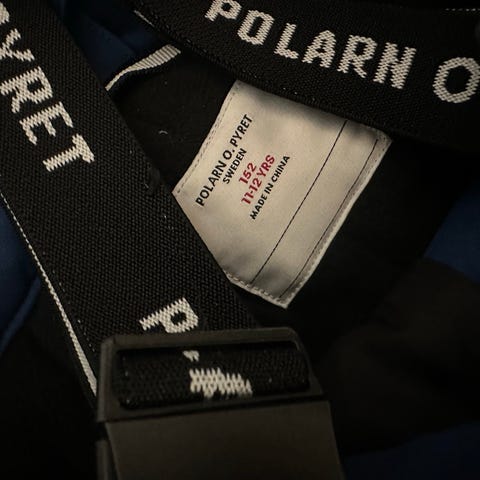 PYRET
POLARN O
POLARN O. PYRET
SWEDEN
152
11-12 YRS
MADE IN CHINA
P